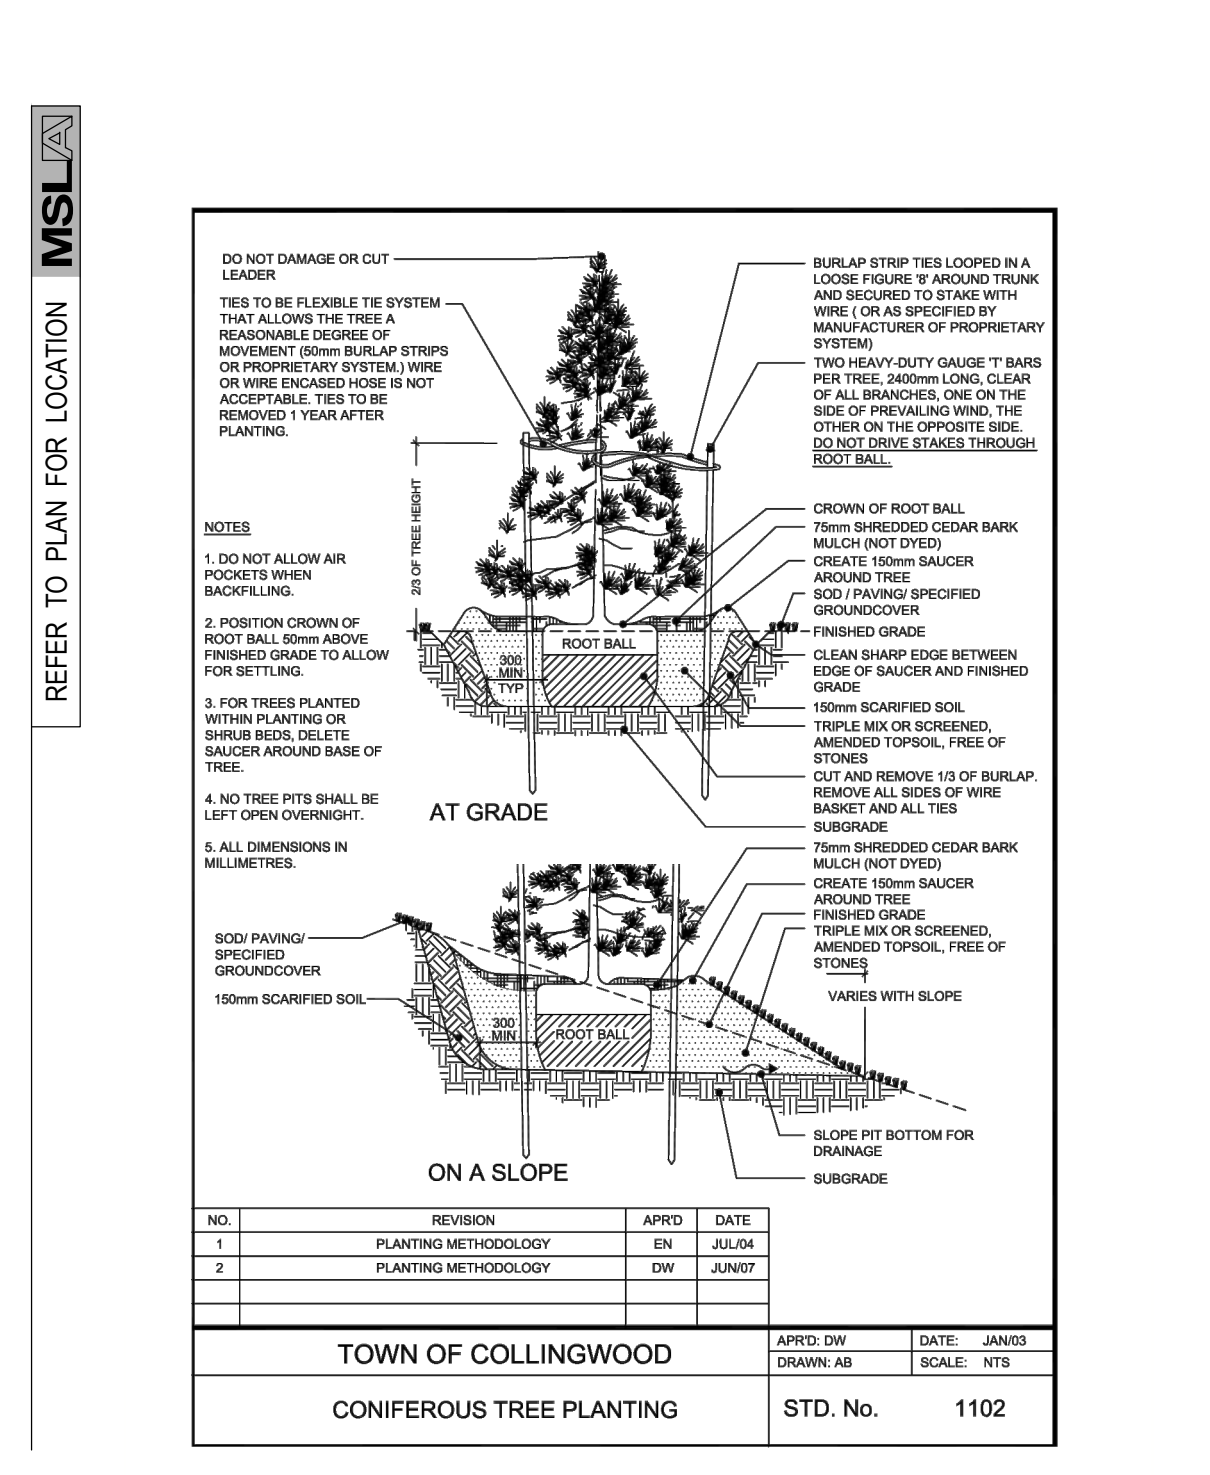 MSLA
REFER TO PLAN FOR LOCATION
DO NOT DAMAGE OR CUT
LEADER
TIES TO BE FLEXIBLE TIE SYSTEM
THAT ALLOWS THE TREE A
REASONABLE DEGREE OF
MOVEMENT (50mm BURLAP STRIPS
OR PROPRIETARY SYSTEM.) WIRE
OR WIRE ENCASED HOSE IS NOT
ACCEPTABLE. TIES TO BE
REMOVED 1 YEAR AFTER
PLANTING.
BURLAP STRIP TIES LOOPED IN A
LOOSE FIGURE '8' AROUND TRUNK
AND SECURED TO STAKE WITH
WIRE ( OR AS SPECIFIED BY
MANUFACTURER OF PROPRIETARY
SYSTEM)
TWO HEAVY-DUTY GAUGE 'T' BARS
PER TREE, 2400mm LONG, CLEAR
OF ALL BRANCHES, ONE ON THE
SIDE OF PREVAILING WIND, THE
OTHER ON THE OPPOSITE SIDE.
DO NOT DRIVE STAKES THROUGH
ROOT BALL.
2/3 OF TREE HEIGHT
NOTES
1. DO NOT ALLOW AIR
POCKETS WHEN
BACKFILLING.
2. POSITION CROWN OF
ROOT BALL 50mm ABOVE
FINISHED GRADE TO ALLOW
FOR SETTLING.
3. FOR TREES PLANTED
WITHIN PLANTING OR
SHRUB BEDS, DELETE
SAUCER AROUND BASE OF
TREE.
4. NO TREE PITS SHALL BE
LEFT OPEN OVERNIGHT.
5. ALL DIMENSIONS IN
MILLIMETRES.
CROWN OF ROOT BALL
75mm SHREDDED CEDAR BARK
MULCH (NOT DYED)
CREATE 150mm SAUCER
AROUND TREE
SOD / PAVING/ SPECIFIED
GROUNDCOVER
FINISHED GRADE
CLEAN SHARP EDGE BETWEEN
EDGE OF SAUCER AND FINISHED
GRADE
150mm SCARIFIED SOIL
TRIPLE MIX OR SCREENED,
AMENDED TOPSOIL, FREE OF
STONES
CUT AND REMOVE 1/3 OF BURLAP.
REMOVE ALL SIDES OF WIRE
BASKET AND ALL TIES
SUBGRADE
ROOT BALL
300
MIN
TYP
AT GRADE
75mm SHREDDED CEDAR BARK
MULCH (NOT DYED)
CREATE 150mm SAUCER
AROUND TREE
FINISHED GRADE
TRIPLE MIX OR SCREENED,
AMENDED TOPSOIL, FREE OF
STONES
VARIES WITH SLOPE
SOD/ PAVING/
SPECIFIED
GROUNDCOVER
150mm SCARIFIED SOIL
300
MIN
ROOT BALL
SLOPE PIT BOTTOM FOR
DRAINAGE
SUBGRADE
ON A SLOPE
NO. REVISION APR'D DATE
1 PLANTING METHODOLOGY EN JUL/04
2 PLANTING METHODOLOGY DW JUN/07
TOWN OF COLLINGWOOD
APR'D: DW DATE: JAN/03
DRAWN: AB SCALE: NTS
CONIFEROUS TREE PLANTING
STD. No. 1102